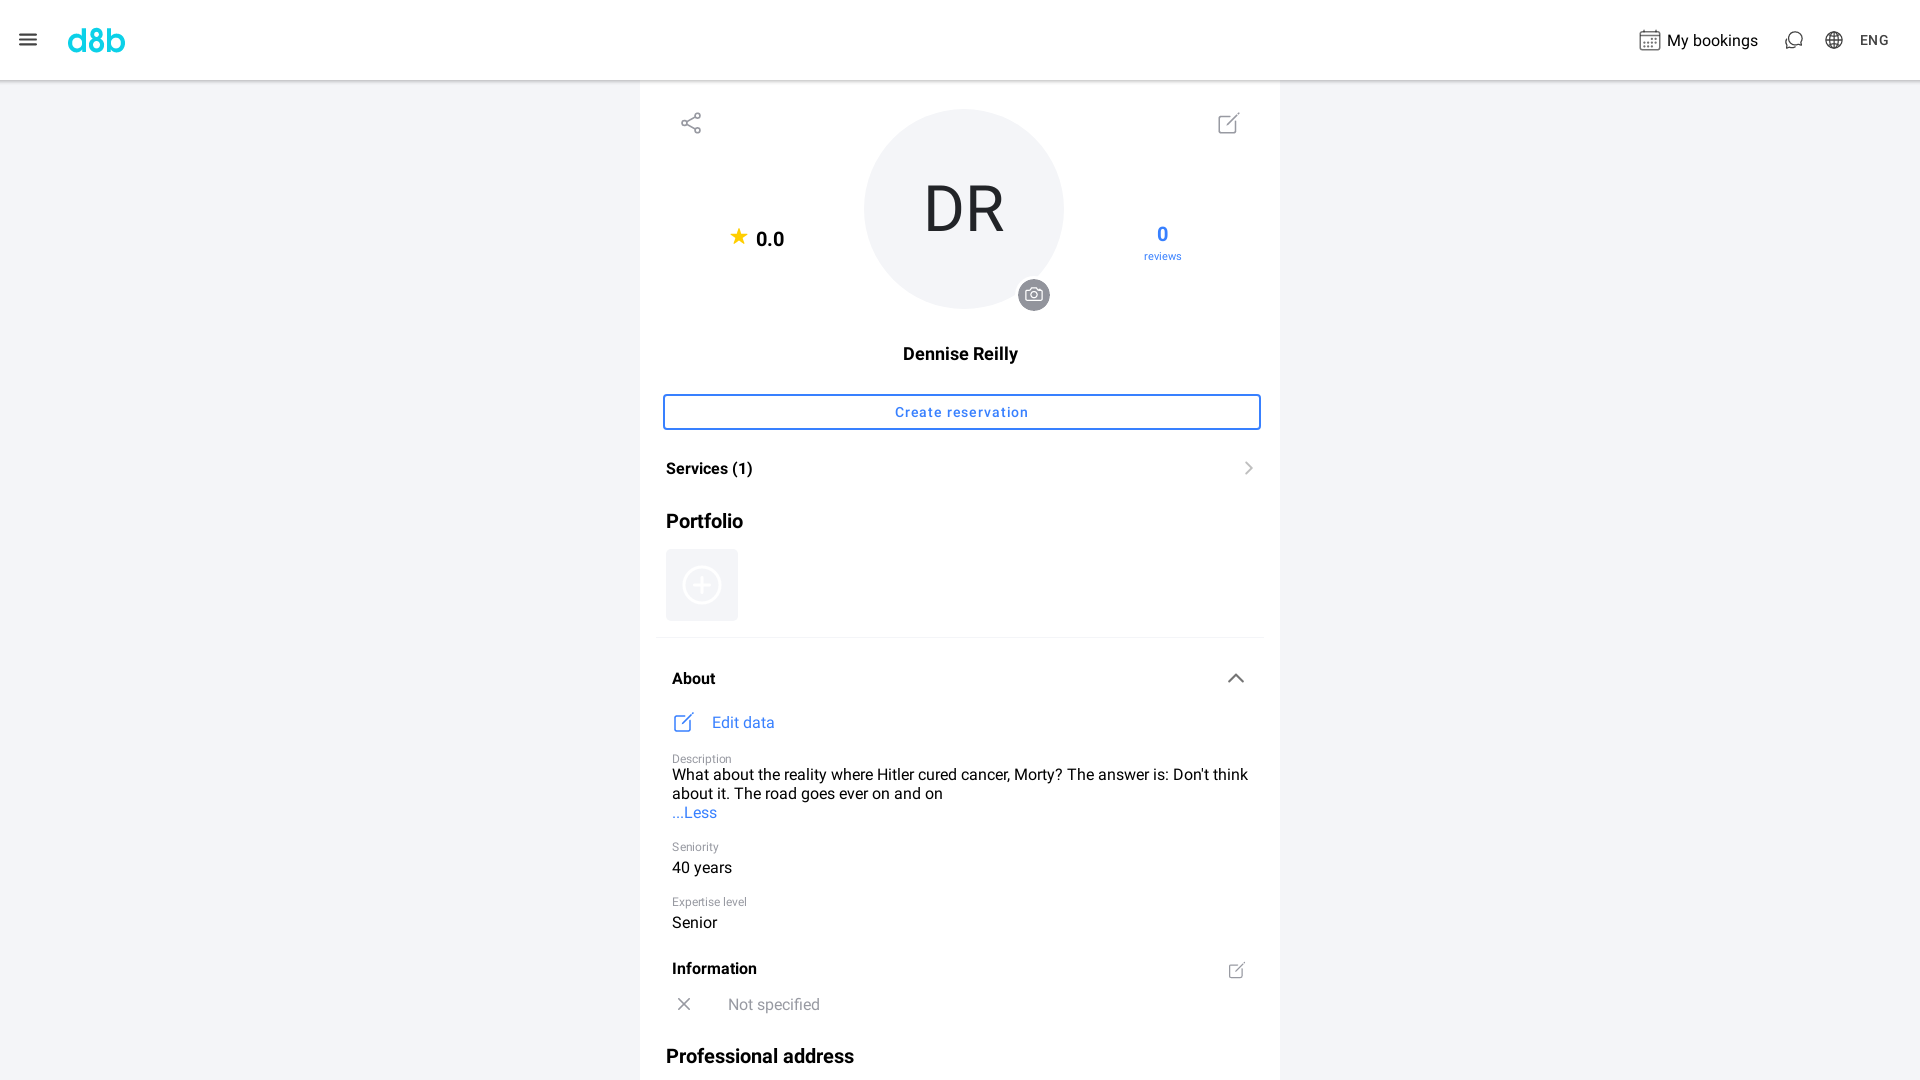 d8b
My bookings
ENG
DR
0.0
0
reviews
Dennise Reilly
Create reservation
Services (1)
Portfolio
About
Edit data
Description
What about the reality where Hitler cured cancer, Morty? The answer is: Don't think
about it. The road goes ever on and on
...Less
Seniority
40 years
Expertise level
Senior
Information
Not specified
Professional address